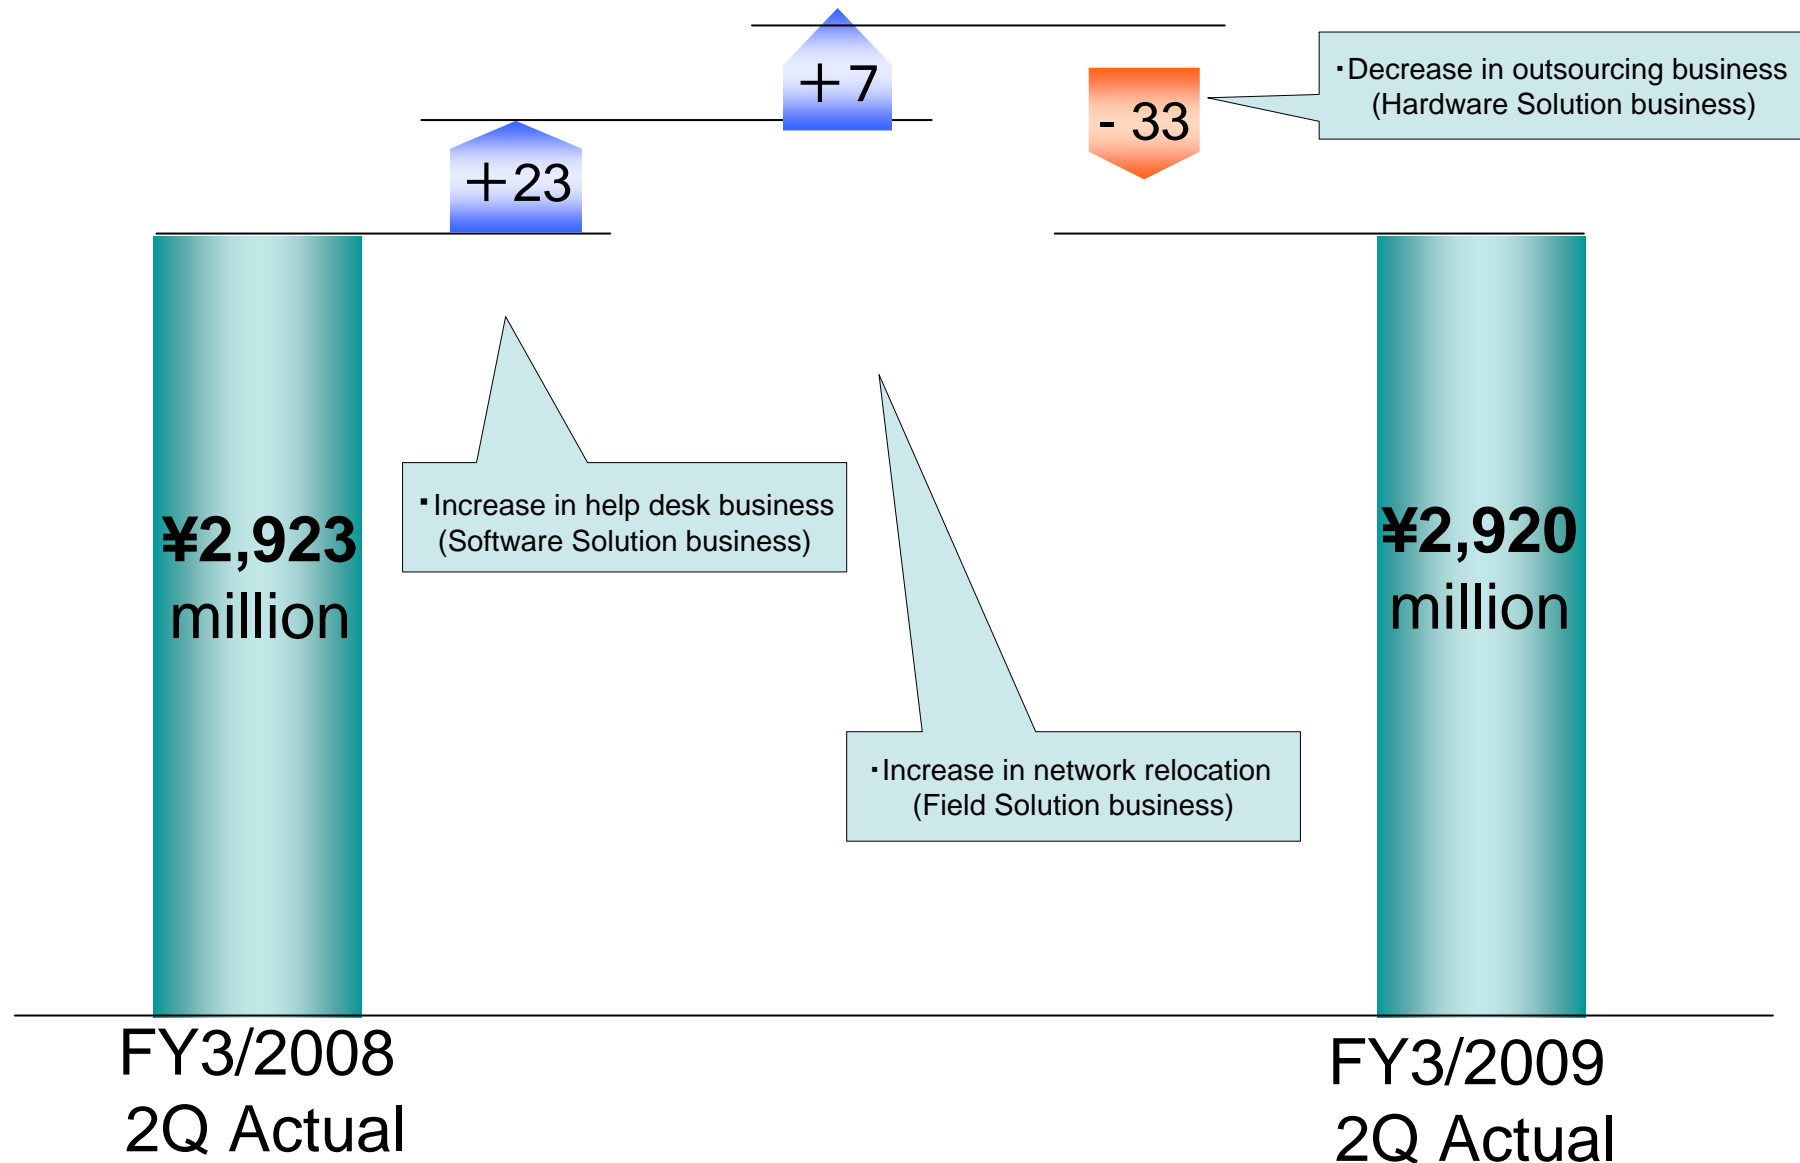 +7
・Decrease in outsourcing business
(Hardware Solution business)
- 33
+23
¥2,923
million
・Increase in help desk business
(Software Solution business)
¥2,920
million
・Increase in network relocation
(Field Solution business)
FY3/2008
2Q Actual
FY3/2009
2Q Actual